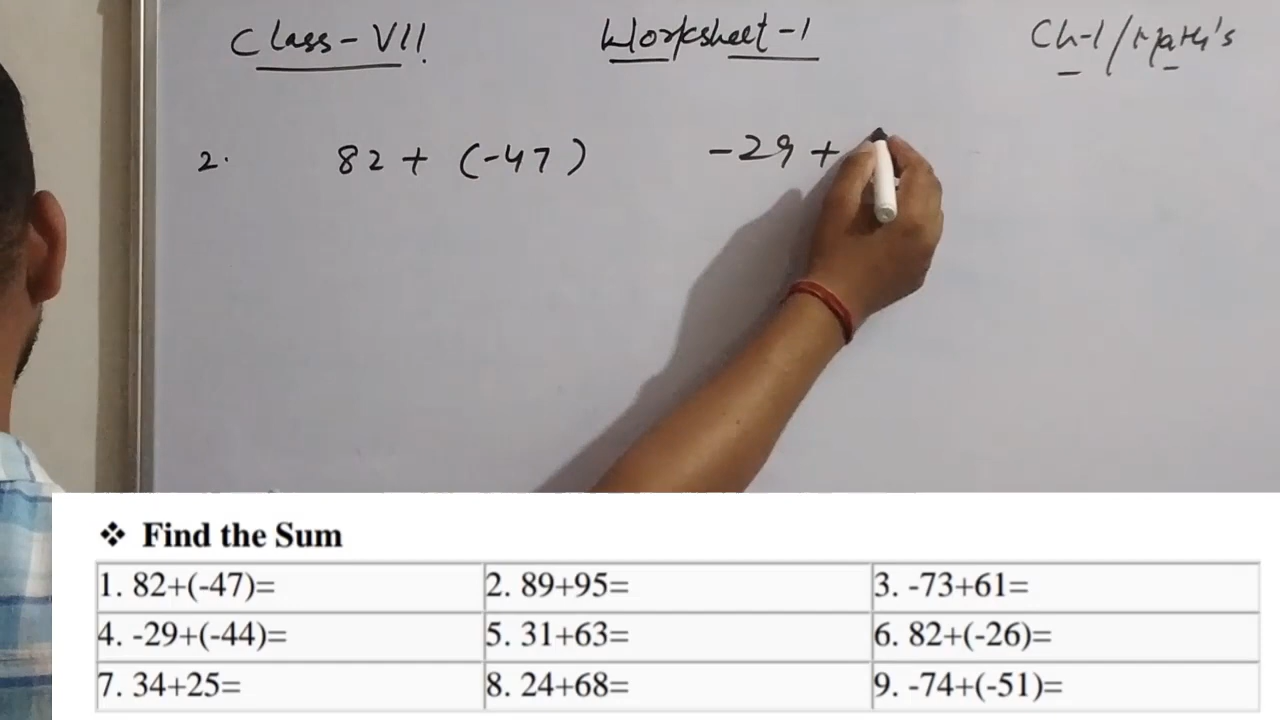 Class-VII Worksheet-1 Ch-1/Math's
2. 82 + (-47) -29 +
❖ Find the Sum
1. 82+(-47)= 2. 89+95= 3. -73+61=
4. -29+(-44)= 5. 31+63= 6. 82+(-26)=
7. 34+25= 8. 24+68= 9. -74+(-51)=